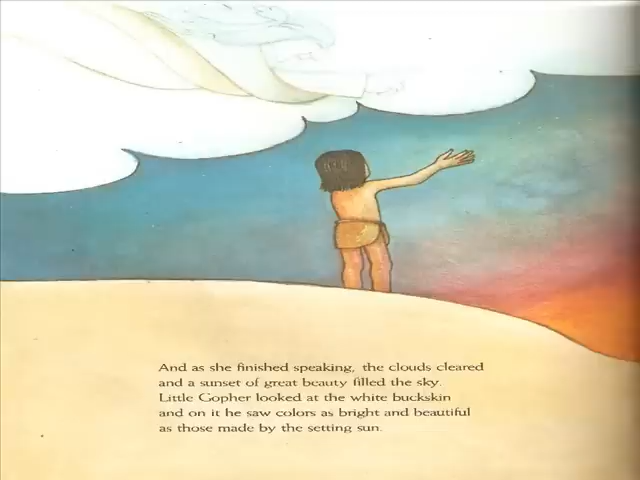 And as she finished speaking, the clouds cleared
and a sunset of great beauty filled the sky.
Little Gopher looked at the white buckskin
and on it he saw colors as bright and beautiful
as those made by the setting sun.